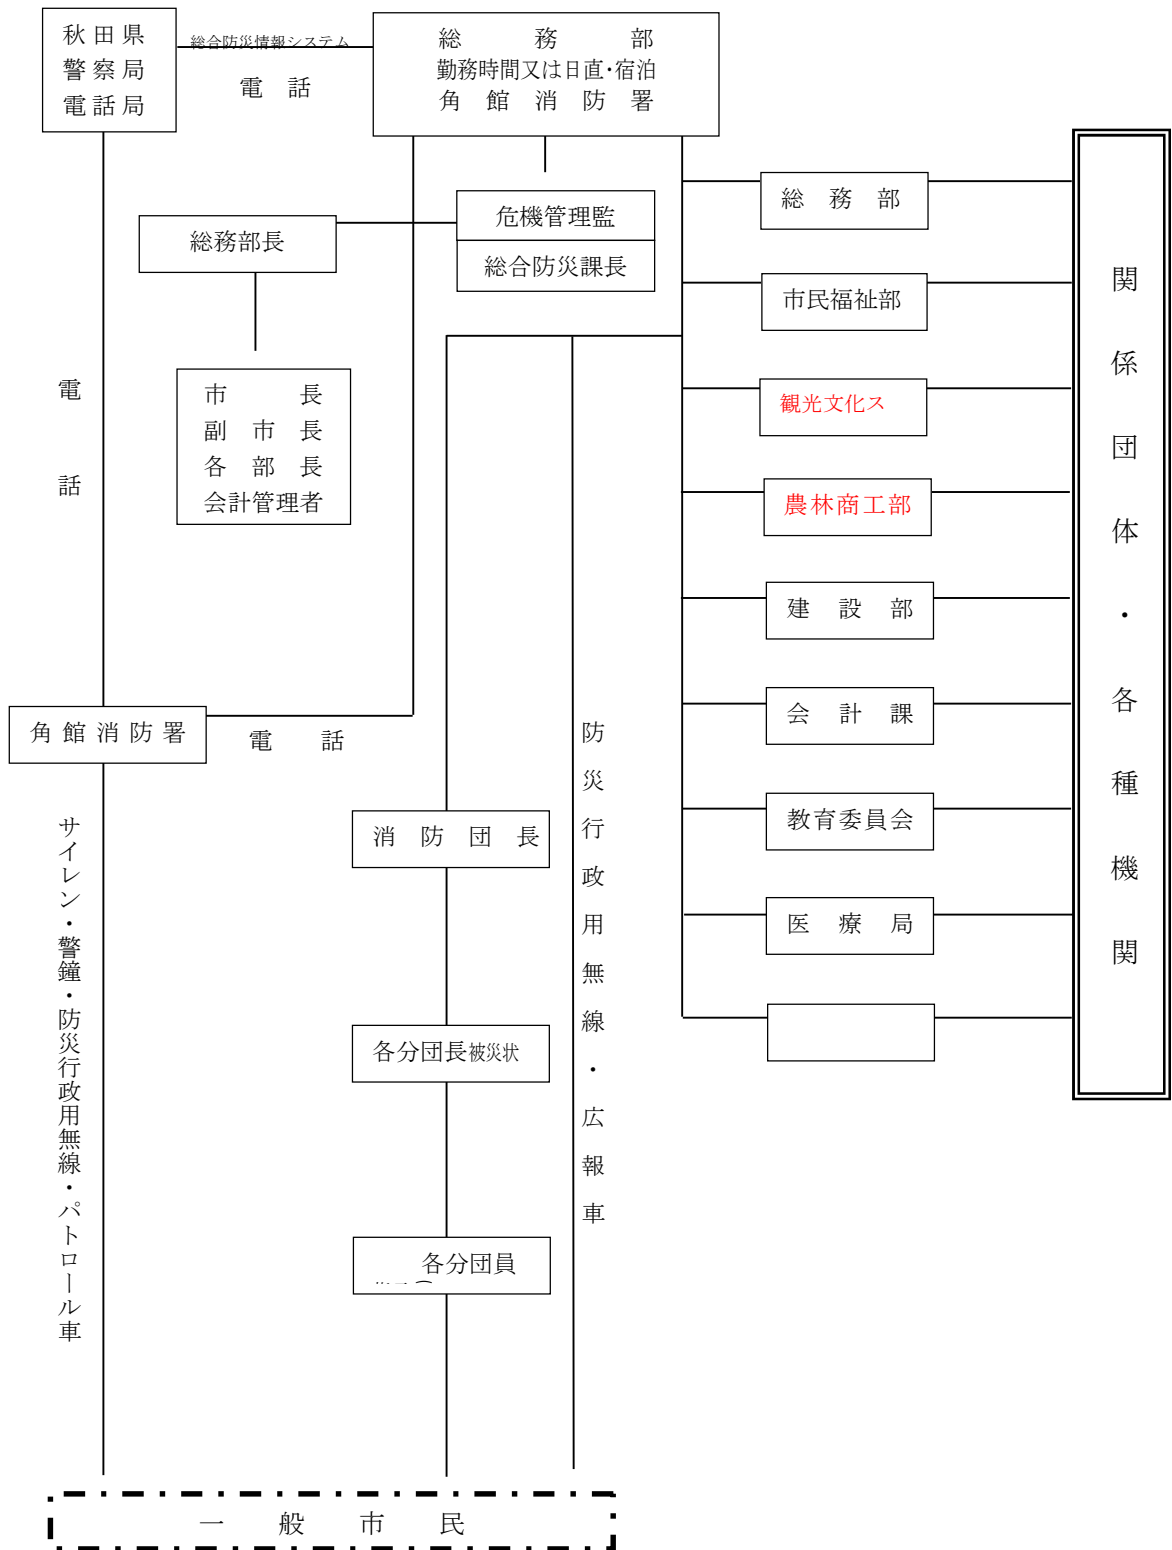 秋田県
警察局
電話局
総合防災情報システム
電話
総務部
勤務時間又は日直・宿泊
角館消防署
危機管理監
総合防災課長
総務部長
市長
副市長
各部長
会計管理者
電話
角館消防署
電話
サイレン・警鐘・防災行政用無線・パトロール車
消防団長
各分団長被災状
各分団員
防災行政用無線・広報車
総務部
市民福祉部
観光文化ス
農林商工部
建設部
会計課
教育委員会
医療局
関係団体・各種機関
一般市民